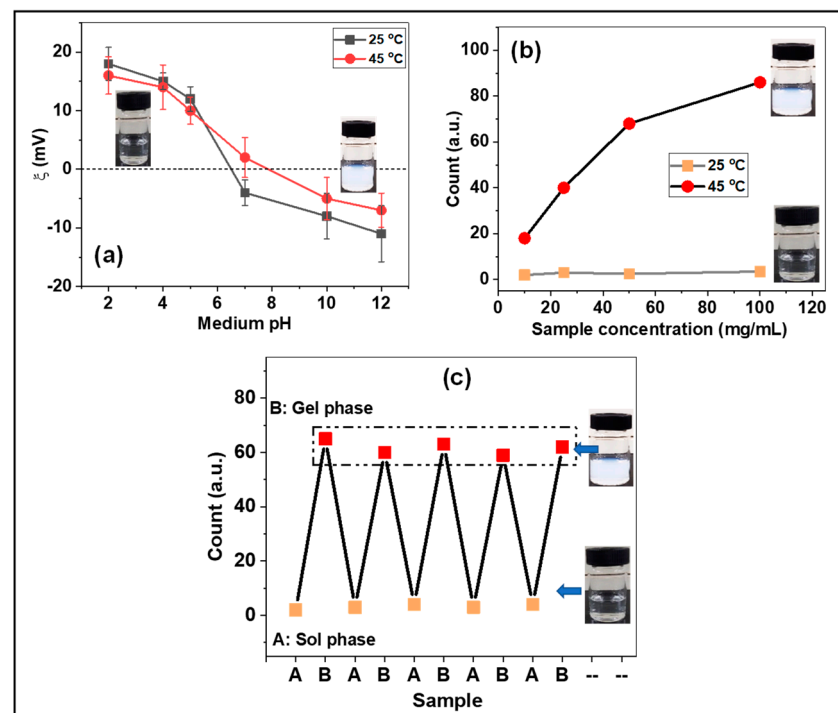 20
10
0
-10
-20
ξ (mV)
25 ºC
45 ºC
(a)
2 4 6 8 10 12
Medium pH
100
80
60
40
20
0
Count (a.u.)
(b)
25 ºC
45 ºC
0 20 40 60 80 100 120
Sample concentration (mg/mL)
(c)
B: Gel phase
80
60
40
20
0
Count (a.u.)
A: Sol phase
A B A B A B A B A B -- --
Sample